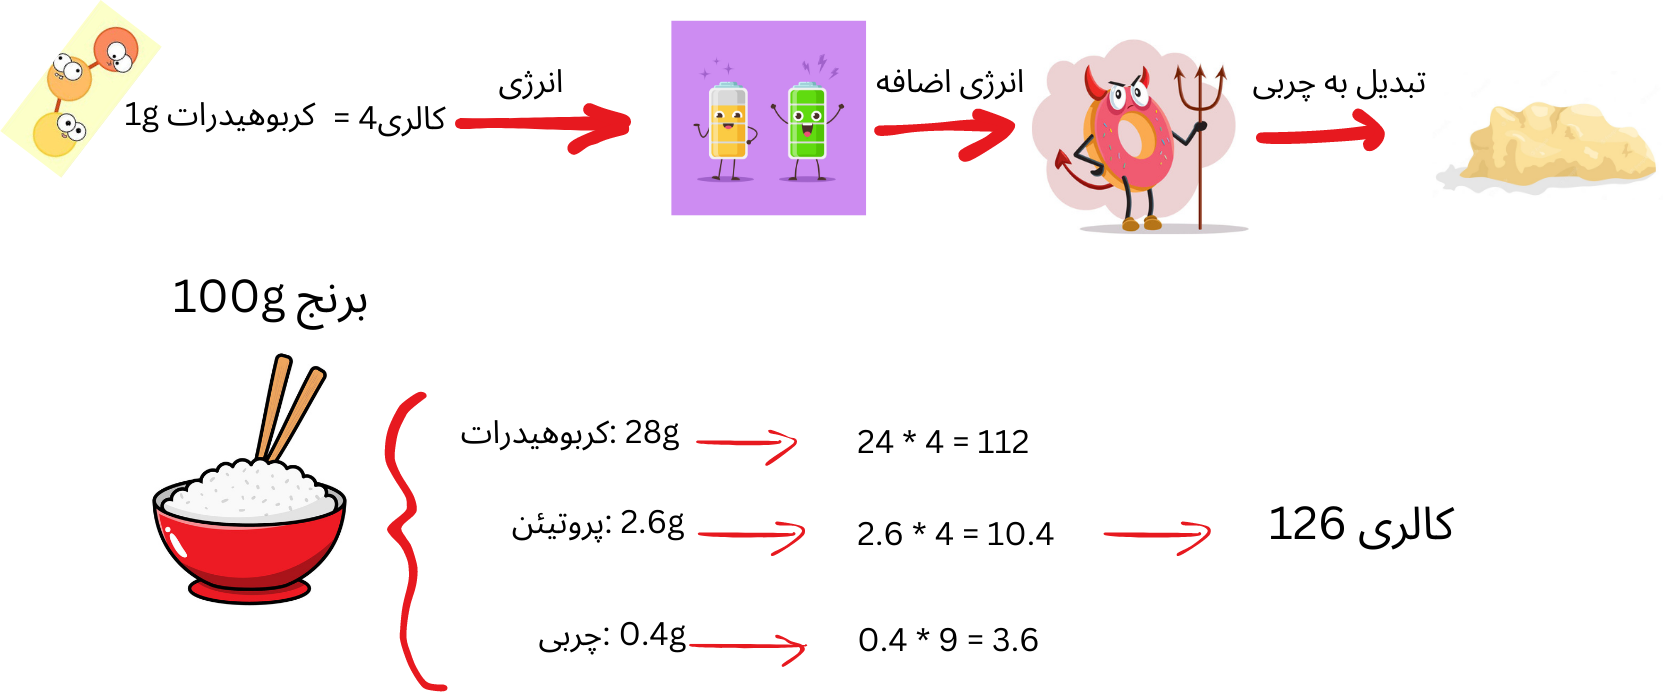 1g کربوهیدرات = 4کالری
انرژی
انرژی اضافه
تبدیل به چربی
100g برنج
کربوهیدرات: 28g
24 * 4 = 112
پروتیئن: 2.6g
2.6 * 4 = 10.4
126 کالری
چربی: 0.4g
0.4 * 9 = 3.6